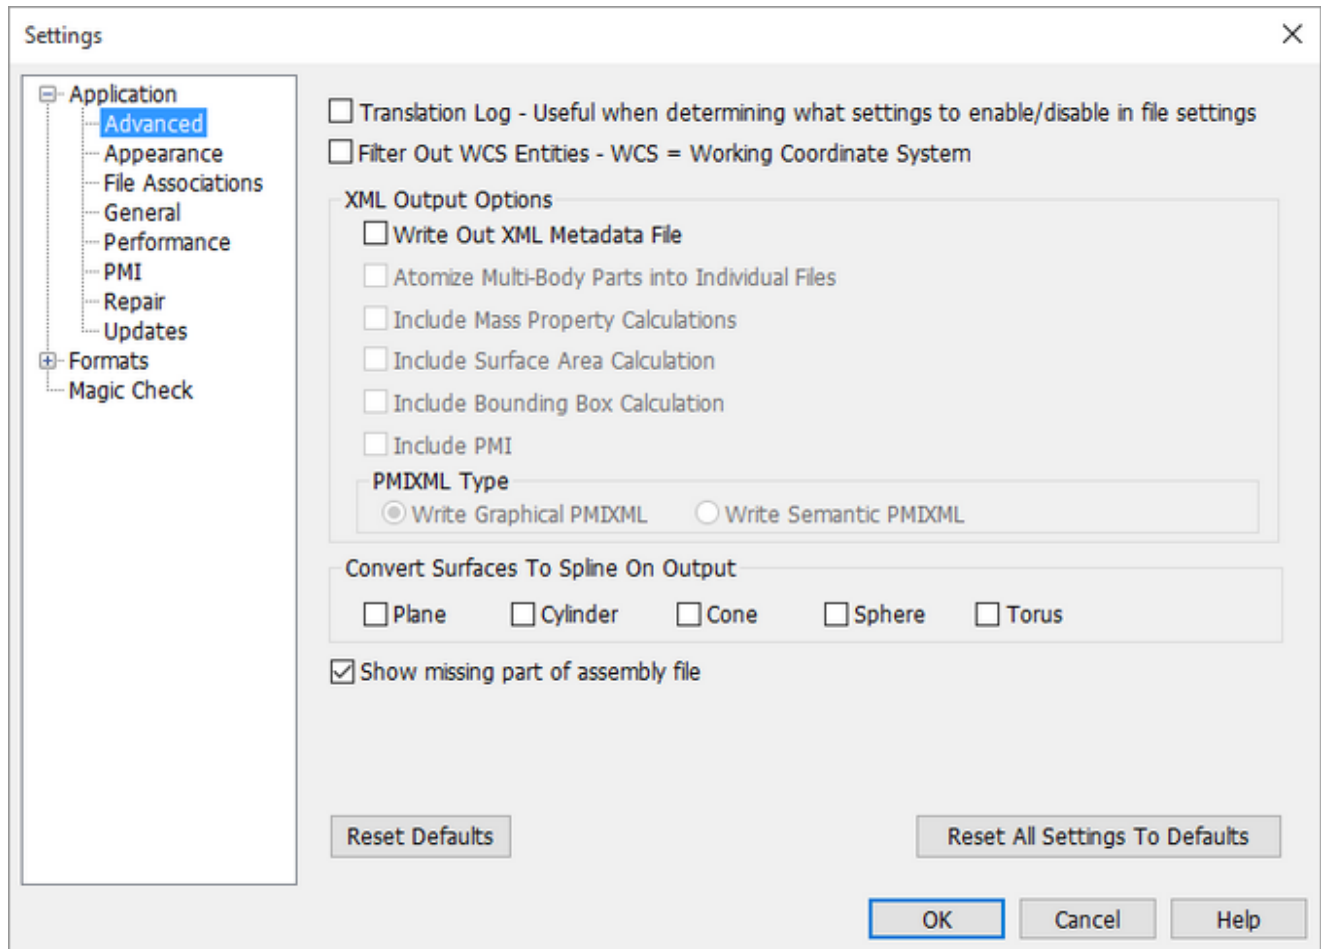 Settings
Application
Advanced
Appearance
File Associations
General
Performance
PMI
Repair
Updates
Formats
Magic Check
Translation Log - Useful when determining what settings to enable/disable in file settings
Filter Out WCS Entities - WCS = Working Coordinate System
XML Output Options
Write Out XML Metadata File
Atomize Multi-Body Parts into Individual Files
Include Mass Property Calculations
Include Surface Area Calculation
Include Bounding Box Calculation
Include PMI
PMIXML Type
Write Graphical PMIXML Write Semantic PMIXML
Convert Surfaces To Spline On Output
Plane Cylinder Cone Sphere Torus
Show missing part of assembly file
Reset Defaults Reset All Settings To Defaults
OK Cancel Help